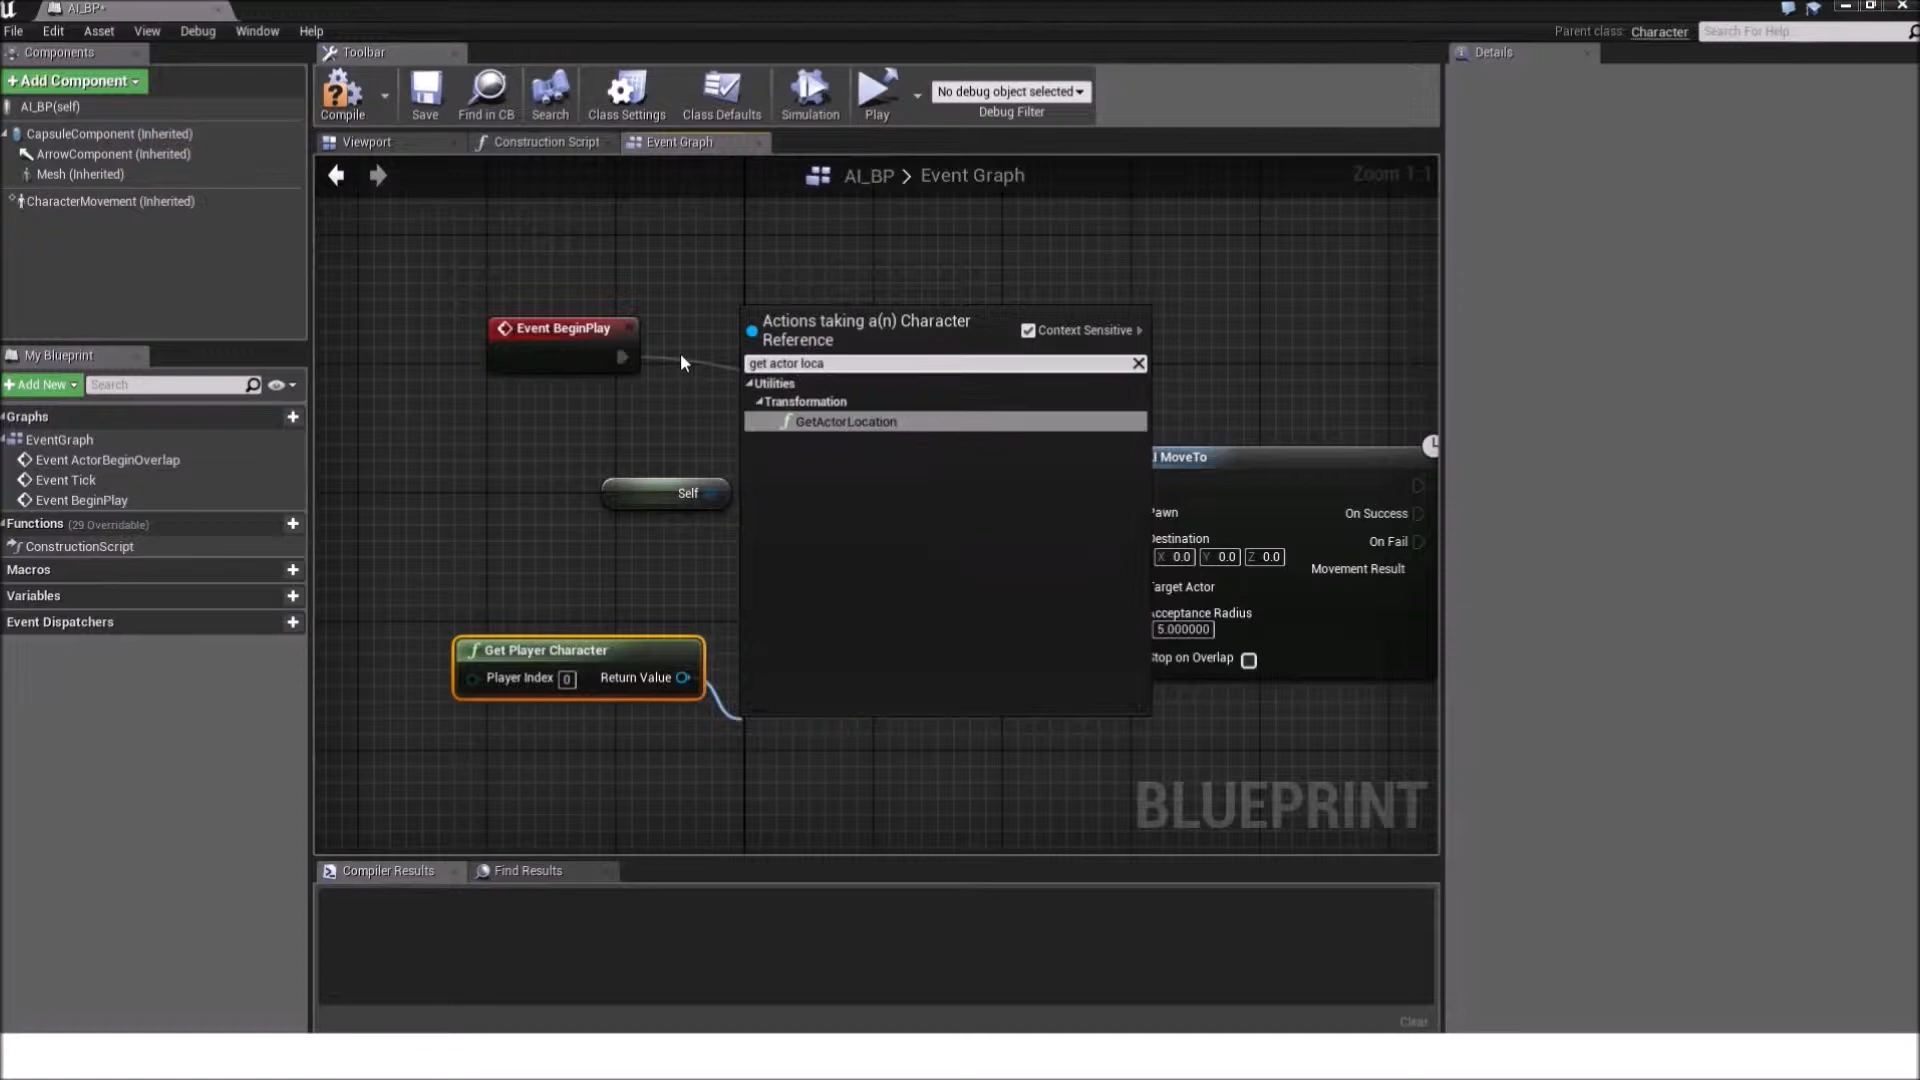 AI_BP*
File Edit Asset View Debug Window Help
Parent class: Character
Search For Help
Components
Toolbar
Details
+ Add Component
AI_BP(self)
CapsuleComponent (Inherited)
ArrowComponent (Inherited)
Mesh (Inherited)
CharacterMovement (Inherited)
Compile
Save
Find in CB
Search
Class Settings
Class Defaults
Simulation
Play
No debug object selected
Debug Filter
Viewport
Construction Script
Event Graph
AI_BP > Event Graph
Zoom 1:1
Event BeginPlay
Actions taking a(n) Character
Reference
Context Sensitive
get actor loca
Utilities
Transformation
GetActorLocation
Self
Get Player Character
Player Index 0 Return Value
I MoveTo
Pawn
On Success
Destination
X 0.0 Y 0.0 Z 0.0
On Fail
Movement Result
Target Actor
Acceptance Radius
5.000000
Stop on Overlap
BLUEPRINT
My Blueprint
+ Add New
Search
Graphs
EventGraph
Event ActorBeginOverlap
Event Tick
Event BeginPlay
Functions (29 Overridable)
ConstructionScript
Macros
Variables
Event Dispatchers
Compiler Results
Find Results
Clear